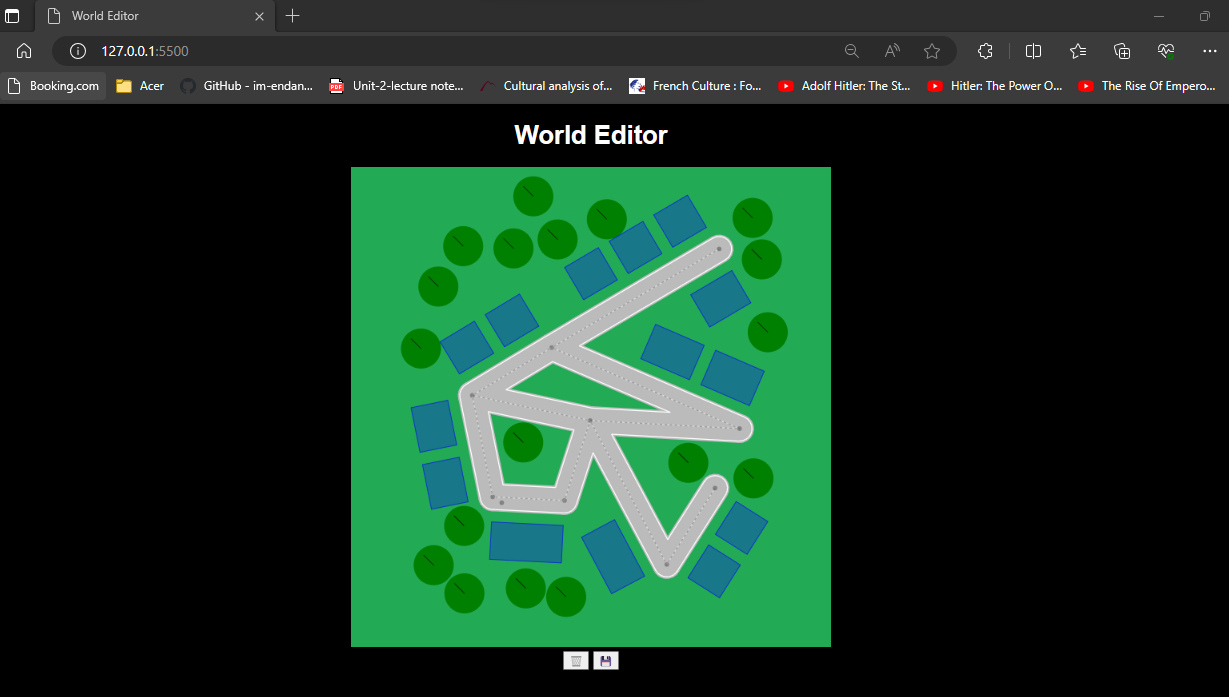 World Editor
127.0.0.1:5500
Booking.com Acer GitHub - im-endan... PDF Unit-2-lecture note... Cultural analysis of... French Culture : Fo... Adolf Hitler: The St... Hitler: The Power O... The Rise Of Empero...
World Editor